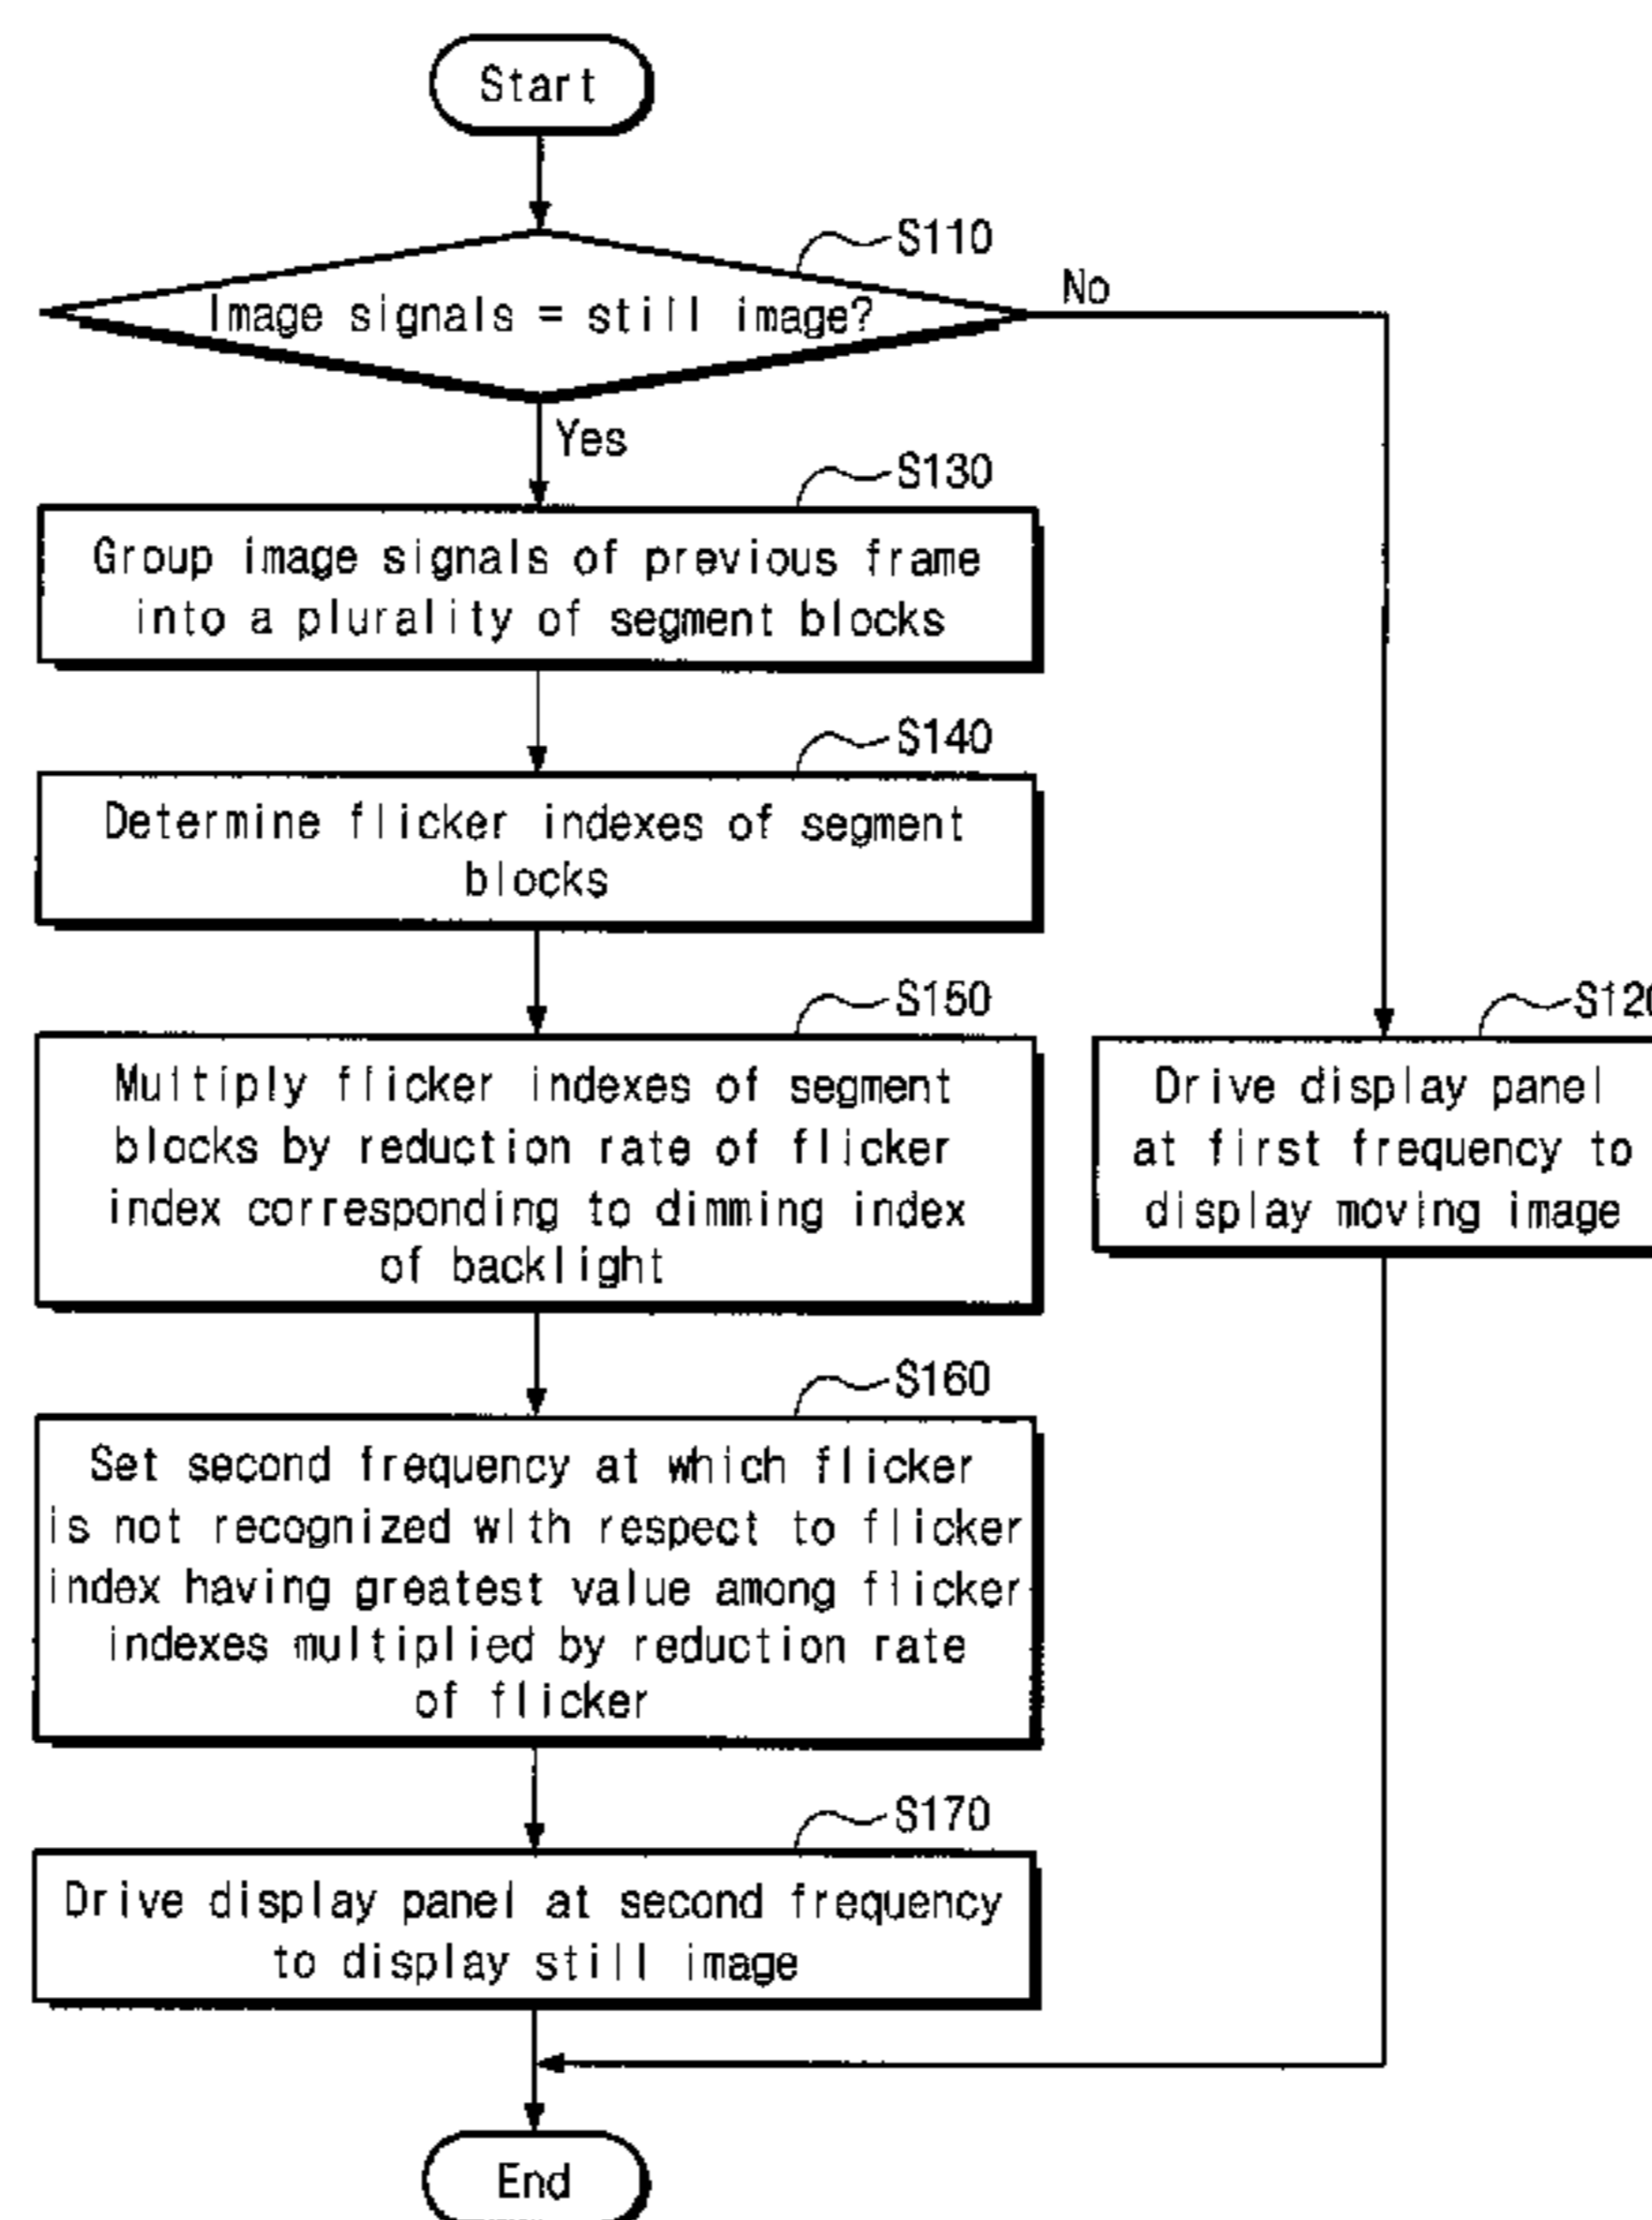 Start
S110
Image signals = still image?
No
Yes
S130
Group image signals of previous frame
into a plurality of segment blocks
S140
Determine flicker indexes of segment
blocks
S150
Multiply flicker indexes of segment
blocks by reduction rate of flicker
index corresponding to dimming index
of backlight
S120
Drive display panel
at first frequency to
display moving image
S160
Set second frequency at which flicker
is not recognized with respect to flicker
index having greatest value among flicker
indexes multiplied by reduction rate
of flicker
S170
Drive display panel at second frequency
to display still image
End